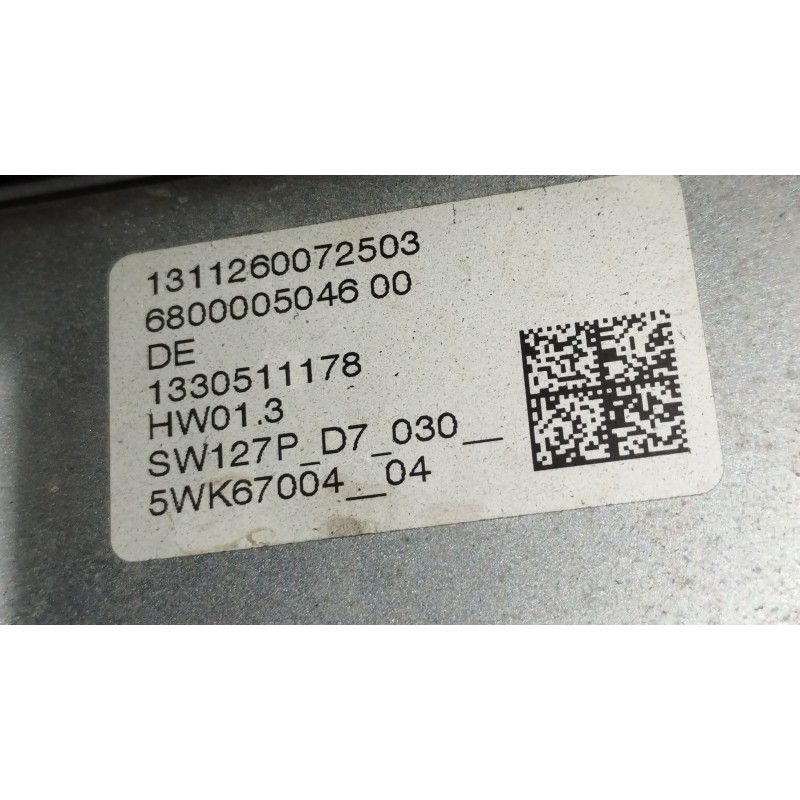 1311260072503
6800005046 00
DE
1330511178
HW01.3
SW127P_D7_030__
5WK67004__04